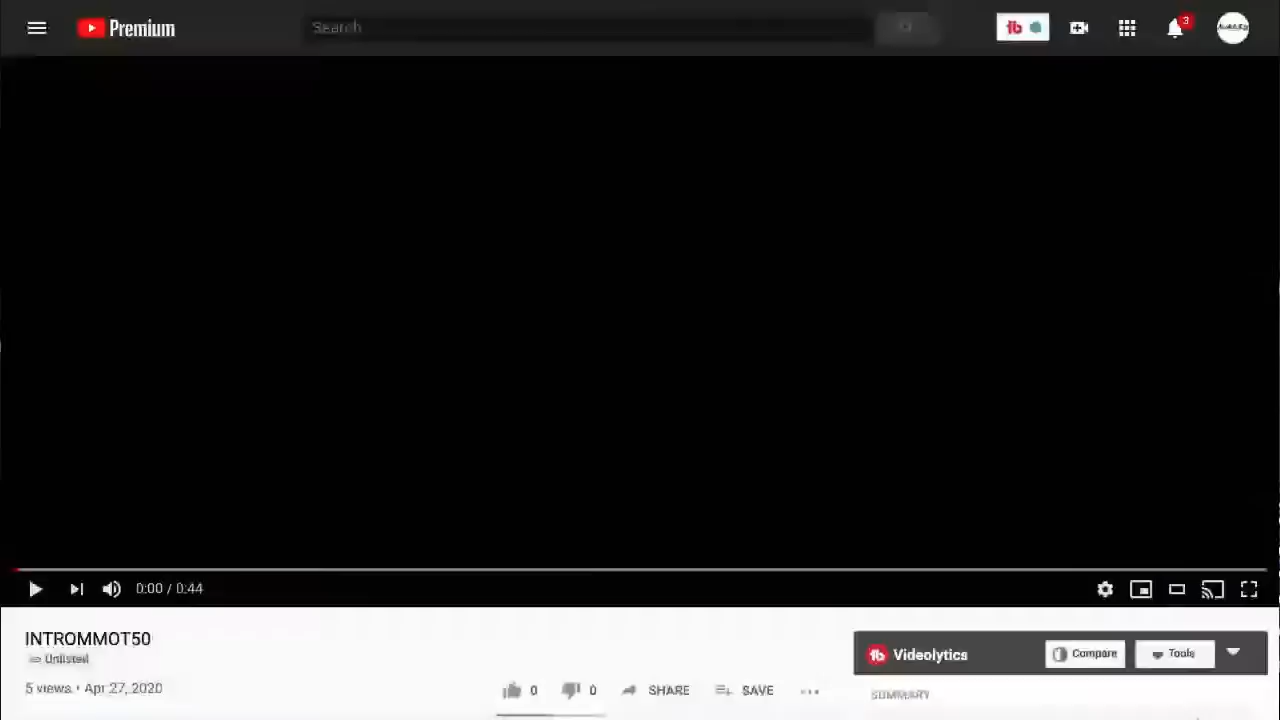 Premium
Search
3
0:00 / 0:44
INTROMMOT50
Unlisted
5 views • Apr 27, 2020
0
0
SHARE
SAVE
tb Videolytics
Compare
Tools
SUMMARY